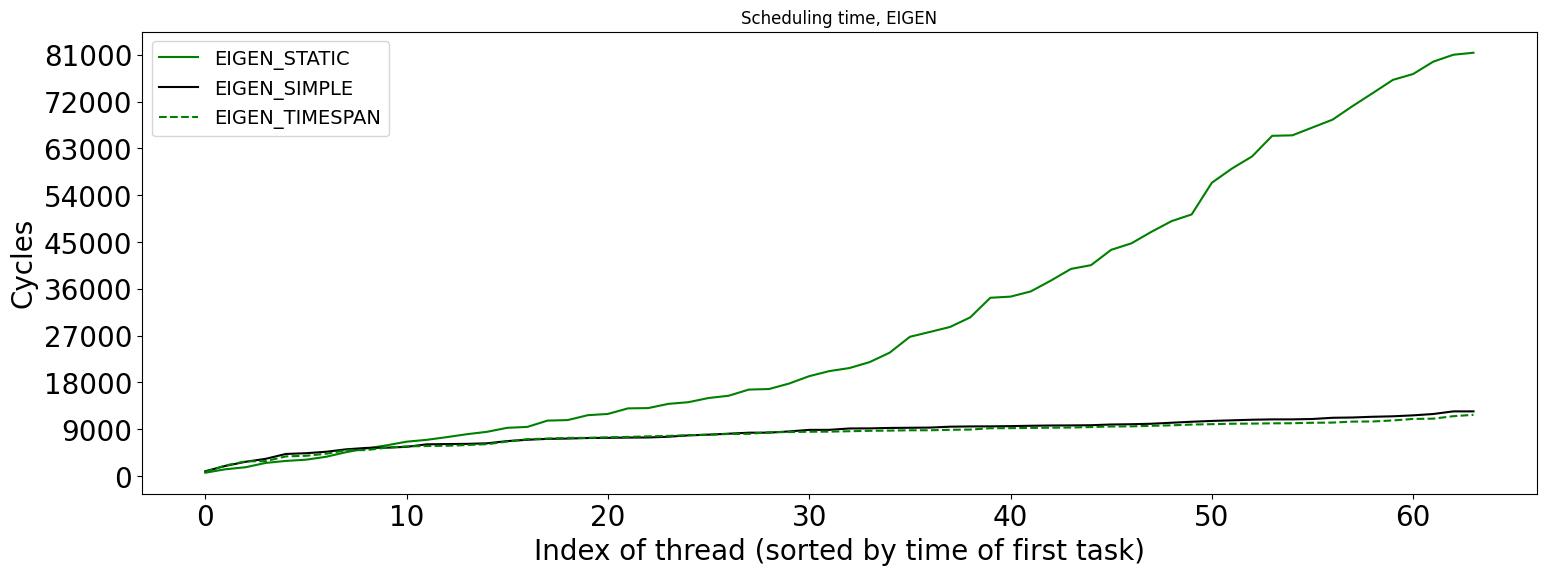 Scheduling time, EIGEN
EIGEN_STATIC
EIGEN_SIMPLE
EIGEN_TIMESPAN
Cycles
81000
72000
63000
54000
45000
36000
27000
18000
9000
0
0 10 20 30 40 50 60
Index of thread (sorted by time of first task)